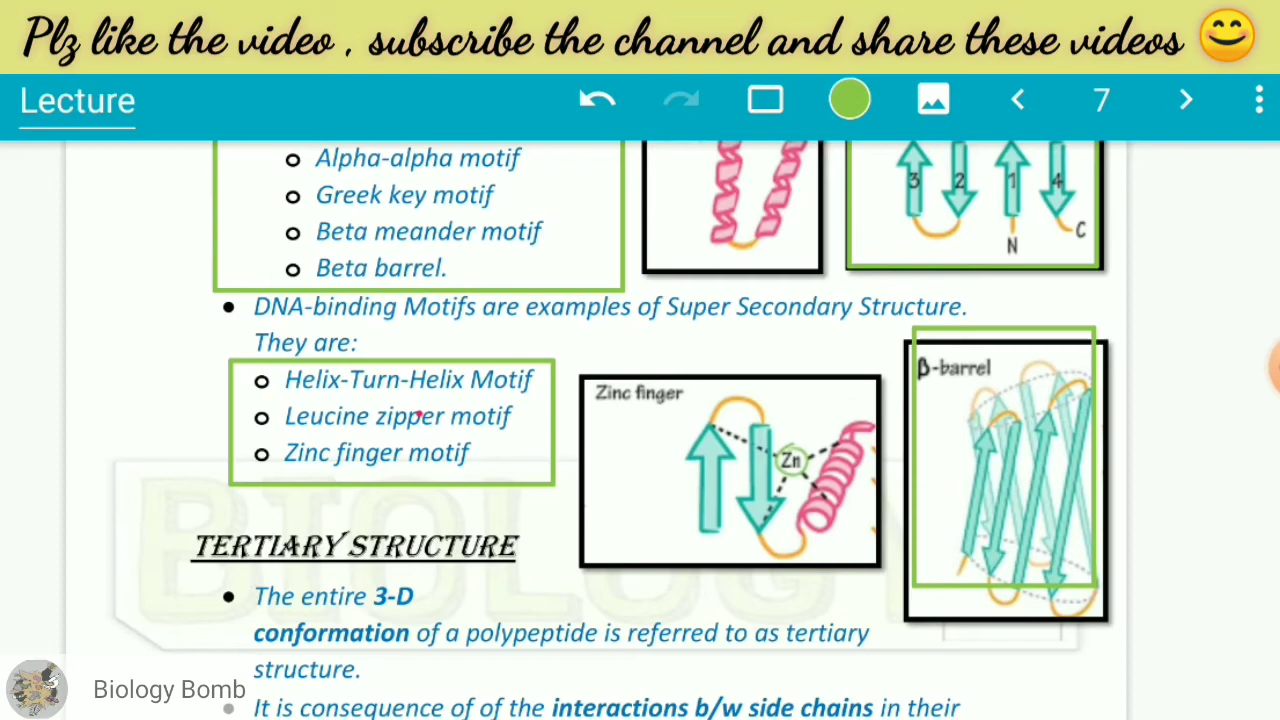 Plz like the video , subscribe the channel and share these videos 😊
Lecture
7
Alpha-alpha motif
Greek key motif
Beta meander motif
Beta barrel.
3 2 1 4
N
C
DNA-binding Motifs are examples of Super Secondary Structure.
They are:
Helix-Turn-Helix Motif
Leucine zipper motif
Zinc finger motif
Zinc finger
Zn
β-barrel
BIOLOGY
TERTIARY STRUCTURE
The entire 3-D
conformation of a polypeptide is referred to as tertiary
structure.
It is consequence of of the interactions b/w side chains in their
Biology Bomb